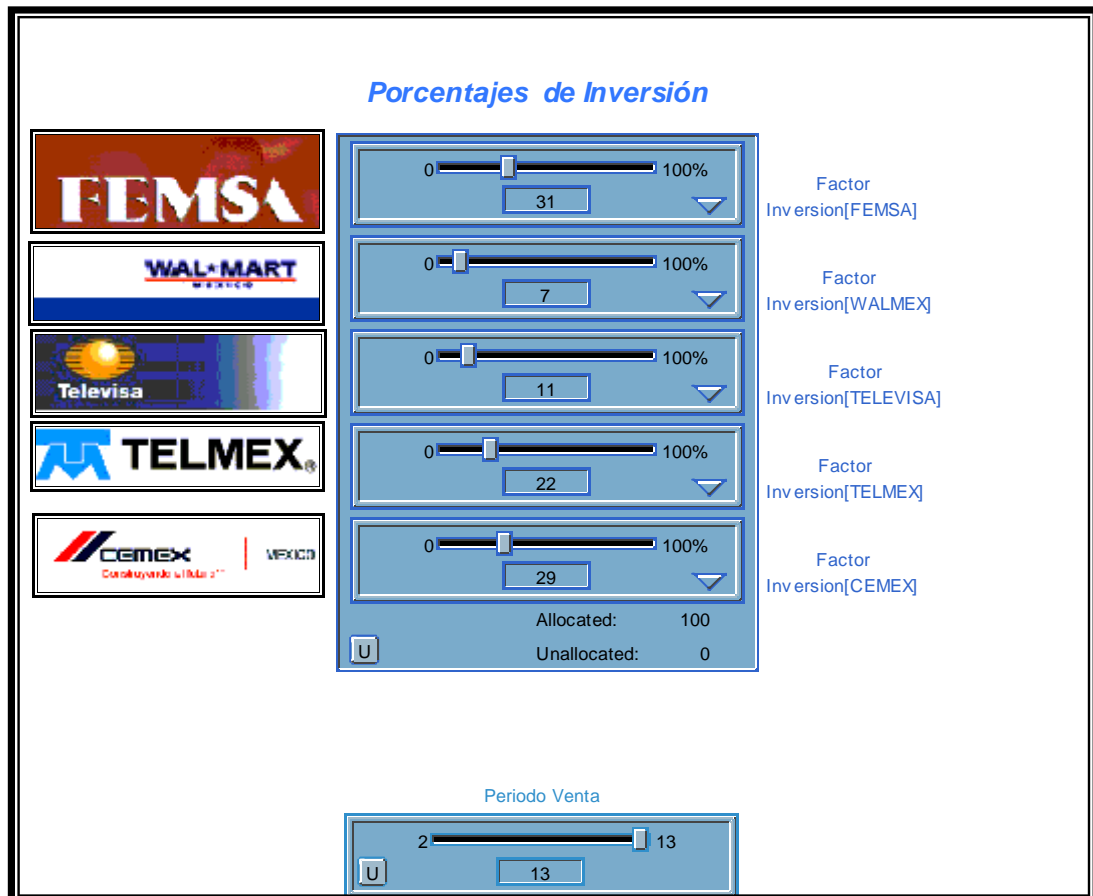 Porcentajes de Inversión
FEMSA
0 100%
31
Factor
Inversion[FEMSA]
WAL*MART
MEXICO
0 100%
7
Factor
Inversion[WALMEX]
Televisa
0 100%
11
Factor
Inversion[TELEVISA]
TELMEX®
0 100%
22
Factor
Inversion[TELMEX]
CEMEX MEXICO
0 100%
29
Factor
Inversion[CEMEX]
Allocated: 100
U
Unallocated: 0
Periodo Venta
2 13
U 13